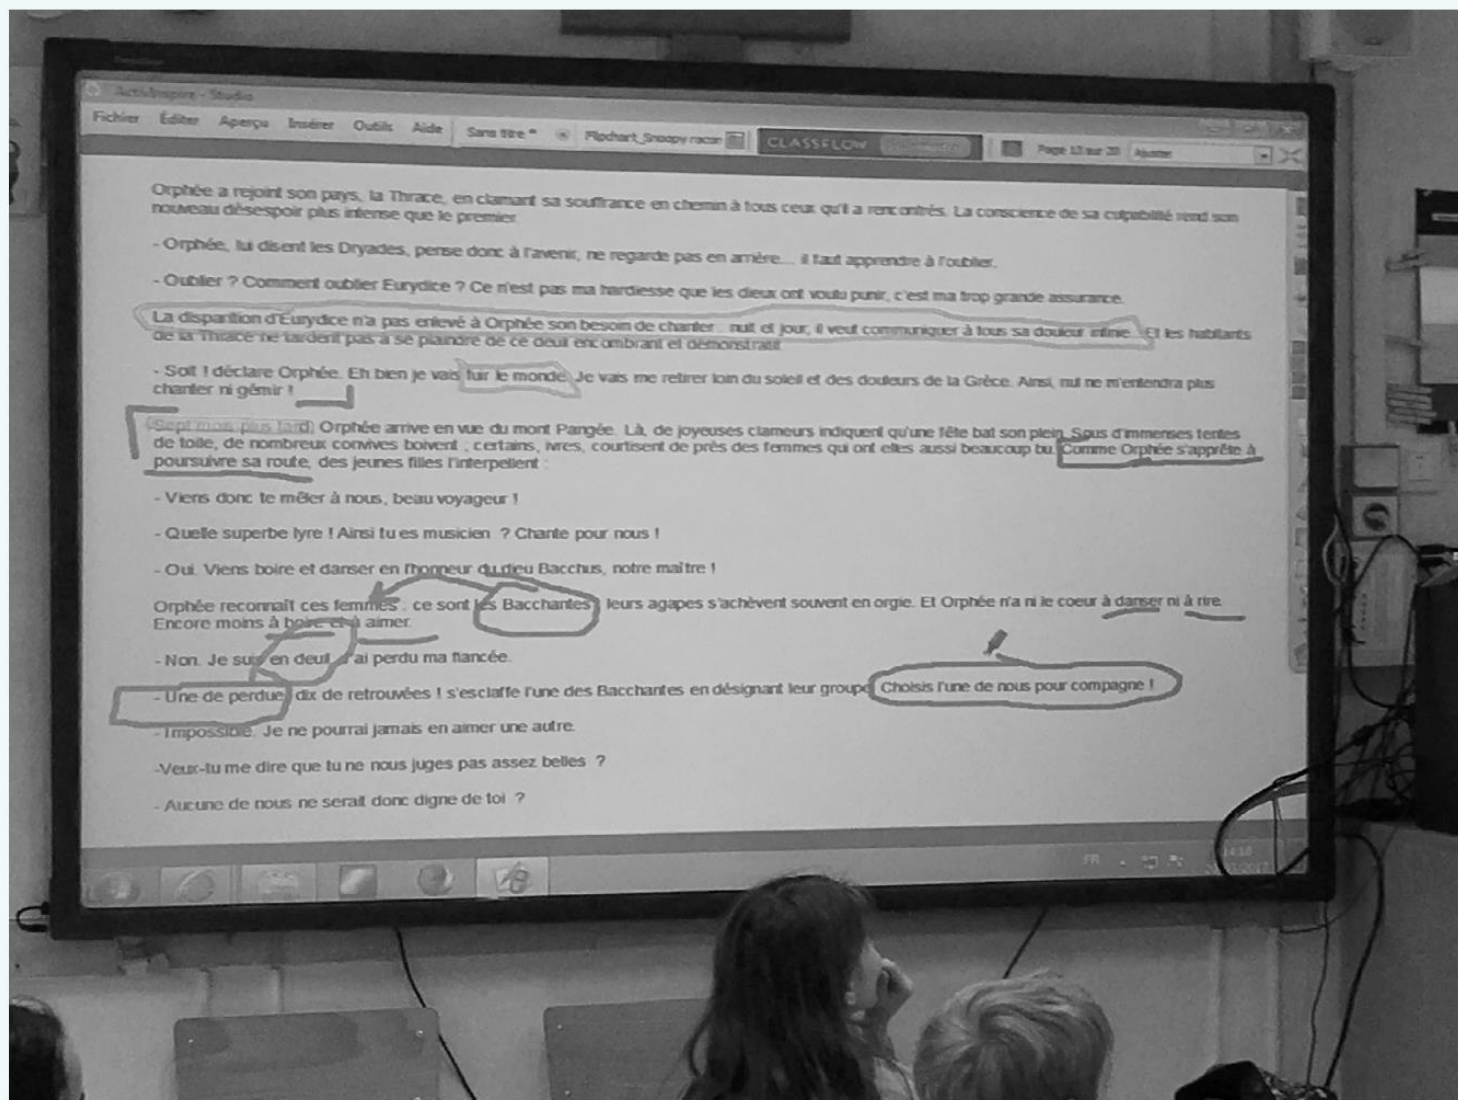 ActivInspire - Studio
Fichier Éditer Aperçu Insérer Outils Aide Sans titre * Flipchart_Snoopy CLASSFLOW Page 13 sur 20 Ajuster
Orphée a rejoint son pays, la Thrace, en clamant sa souffrance en chemin à tous ceux qu'il a rencontrés. La conscience de sa culpabilité rend son
nouveau désespoir plus intense que le premier.
- Orphée, lui disent les Dryades, pense donc à l'avenir, ne regarde pas en arrière... il faut apprendre à l'oublier.
- Oublier ? Comment oublier Eurydice ? Ce n'est pas ma hardiesse que les dieux ont voulu punir, c'est ma trop grande assurance.
La disparition d'Eurydice n'a pas enlevé à Orphée son besoin de chanter : nuit et jour, il veut communiquer à tous sa douleur infinie... Et les habitants
de la Thrace ne tardent pas à se plaindre de ce deuil encombrant et démonstratif.
- Soit ! déclare Orphée. Eh bien je vais fuir le monde. Je vais me retirer loin du soleil et des douleurs de la Grèce. Ainsi, nul ne m'entendra plus
chanter ni gémir !
Sept mois plus tard, Orphée arrive en vue du mont Pangée. Là, de joyeuses clameurs indiquent qu'une fête bat son plein. Sous d'immenses tentes
de toile, de nombreux convives boivent ; certains, ivres, courtisent de près des femmes qui ont elles aussi beaucoup bu. Comme Orphée s'apprête à
poursuivre sa route, des jeunes filles l'interpellent :
- Viens donc te mêler à nous, beau voyageur !
- Quelle superbe lyre ! Ainsi tu es musicien ? Chante pour nous !
- Oui. Viens boire et danser en l'honneur du dieu Bacchus, notre maître !
Orphée reconnaît ces femmes : ce sont les Bacchantes, leurs agapes s'achèvent souvent en orgie. Et Orphée n'a ni le coeur à danser ni à rire.
Encore moins à boire et à aimer.
- Non. Je suis en deuil. J'ai perdu ma fiancée.
- Une de perdue, dix de retrouvées ! s'esclaffe l'une des Bacchantes en désignant leur groupe. Choisis l'une de nous pour compagne !
- Impossible. Je ne pourrai jamais en aimer une autre.
-Veux-tu me dire que tu ne nous juges pas assez belles ?
- Aucune de nous ne serait donc digne de toi ?
FR 14:18